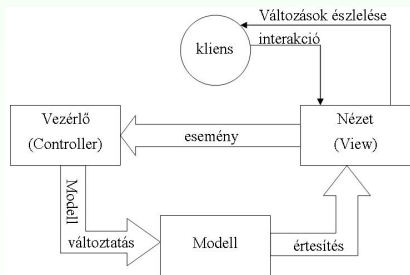 Változások észlelése
interakció
kliens
Vezérlő
(Controller)
esemény
Nézet
(View)
Modell
változtatás
Modell
értesítés